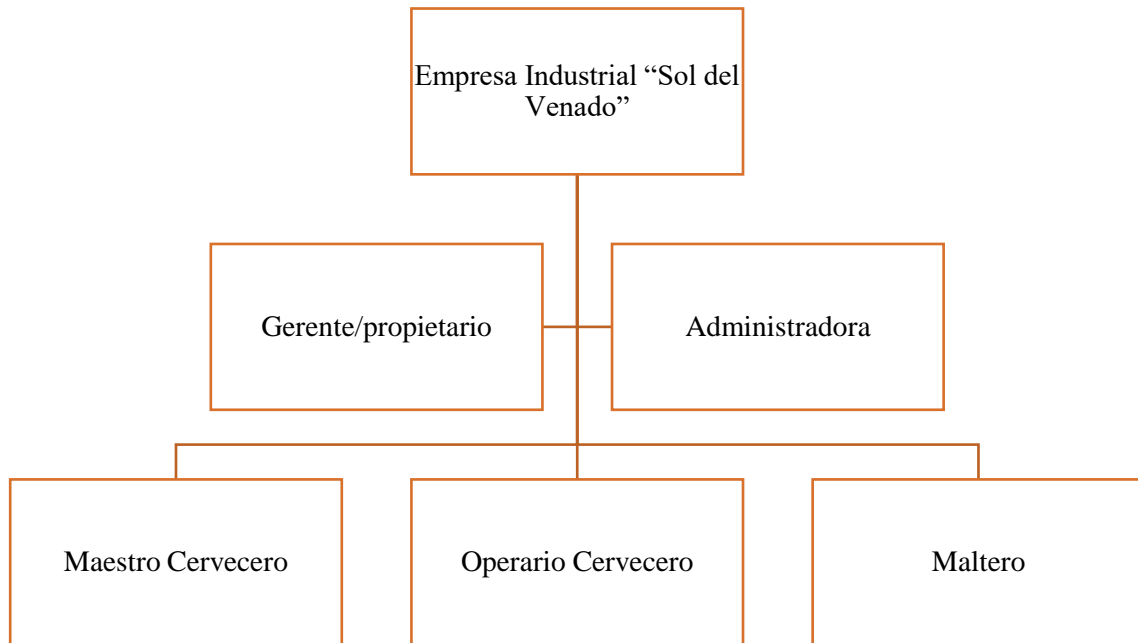 Empresa Industrial “Sol del
Venado”
Gerente/propietario
Administradora
Maestro Cervecero
Operario Cervecero
Maltero